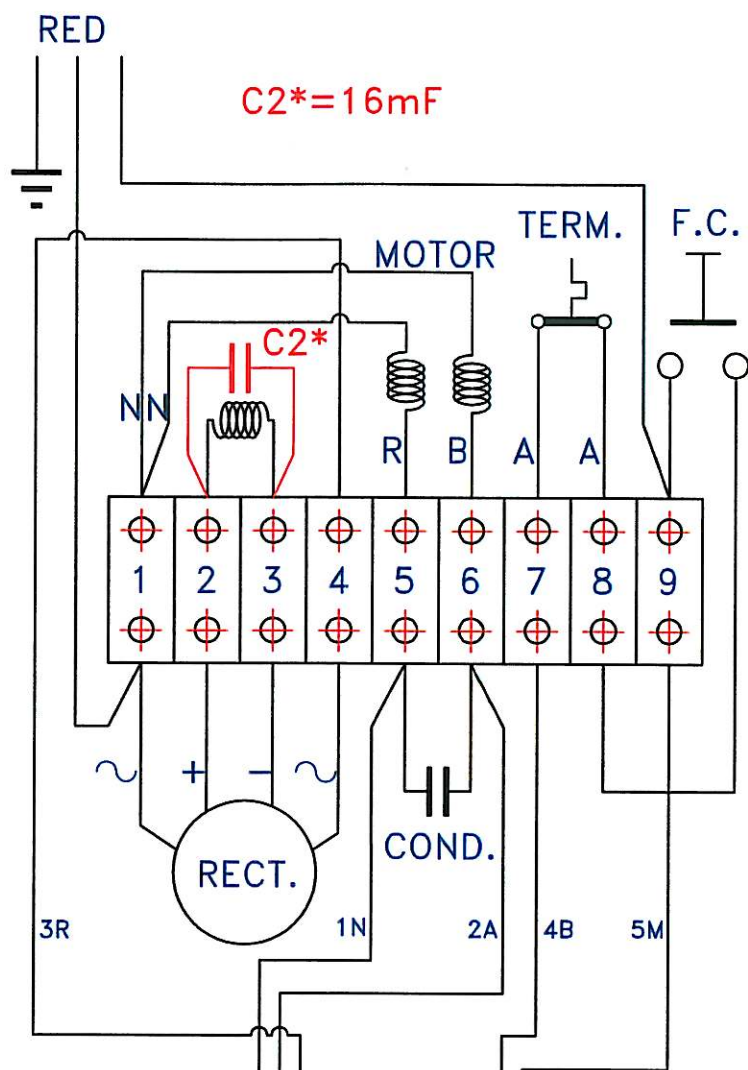 RED
C2*=16mF
TERM. F.C.
MOTOR
C2*
NN
R B A A
1 2 3 4 5 6 7 8 9
+ −
COND.
RECT.
3R 1N 2A 4B 5M